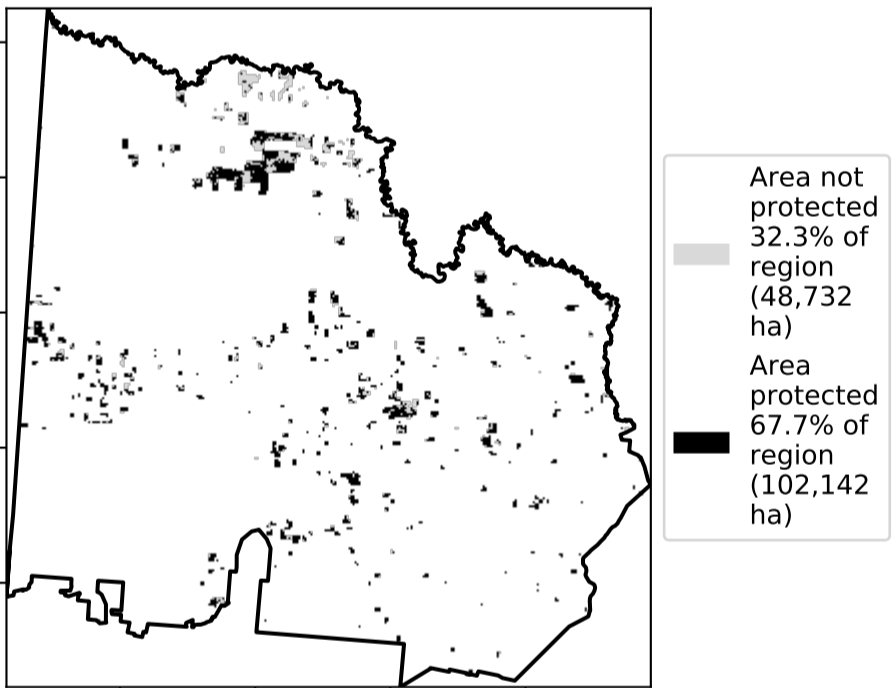 Area not
protected
32.3% of
region
(48,732
ha)
Area
protected
67.7% of
region
(102,142
ha)